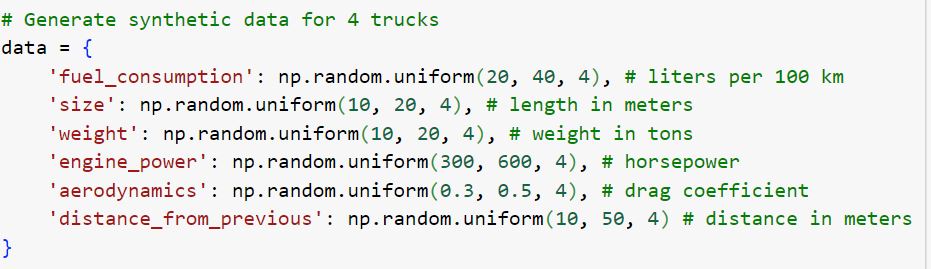 # Generate synthetic data for 4 trucks
data = {
    'fuel_consumption': np.random.uniform(20, 40, 4), # liters per 100 km
    'size': np.random.uniform(10, 20, 4), # length in meters
    'weight': np.random.uniform(10, 20, 4), # weight in tons
    'engine_power': np.random.uniform(300, 600, 4), # horsepower
    'aerodynamics': np.random.uniform(0.3, 0.5, 4), # drag coefficient
    'distance_from_previous': np.random.uniform(10, 50, 4) # distance in meters
}